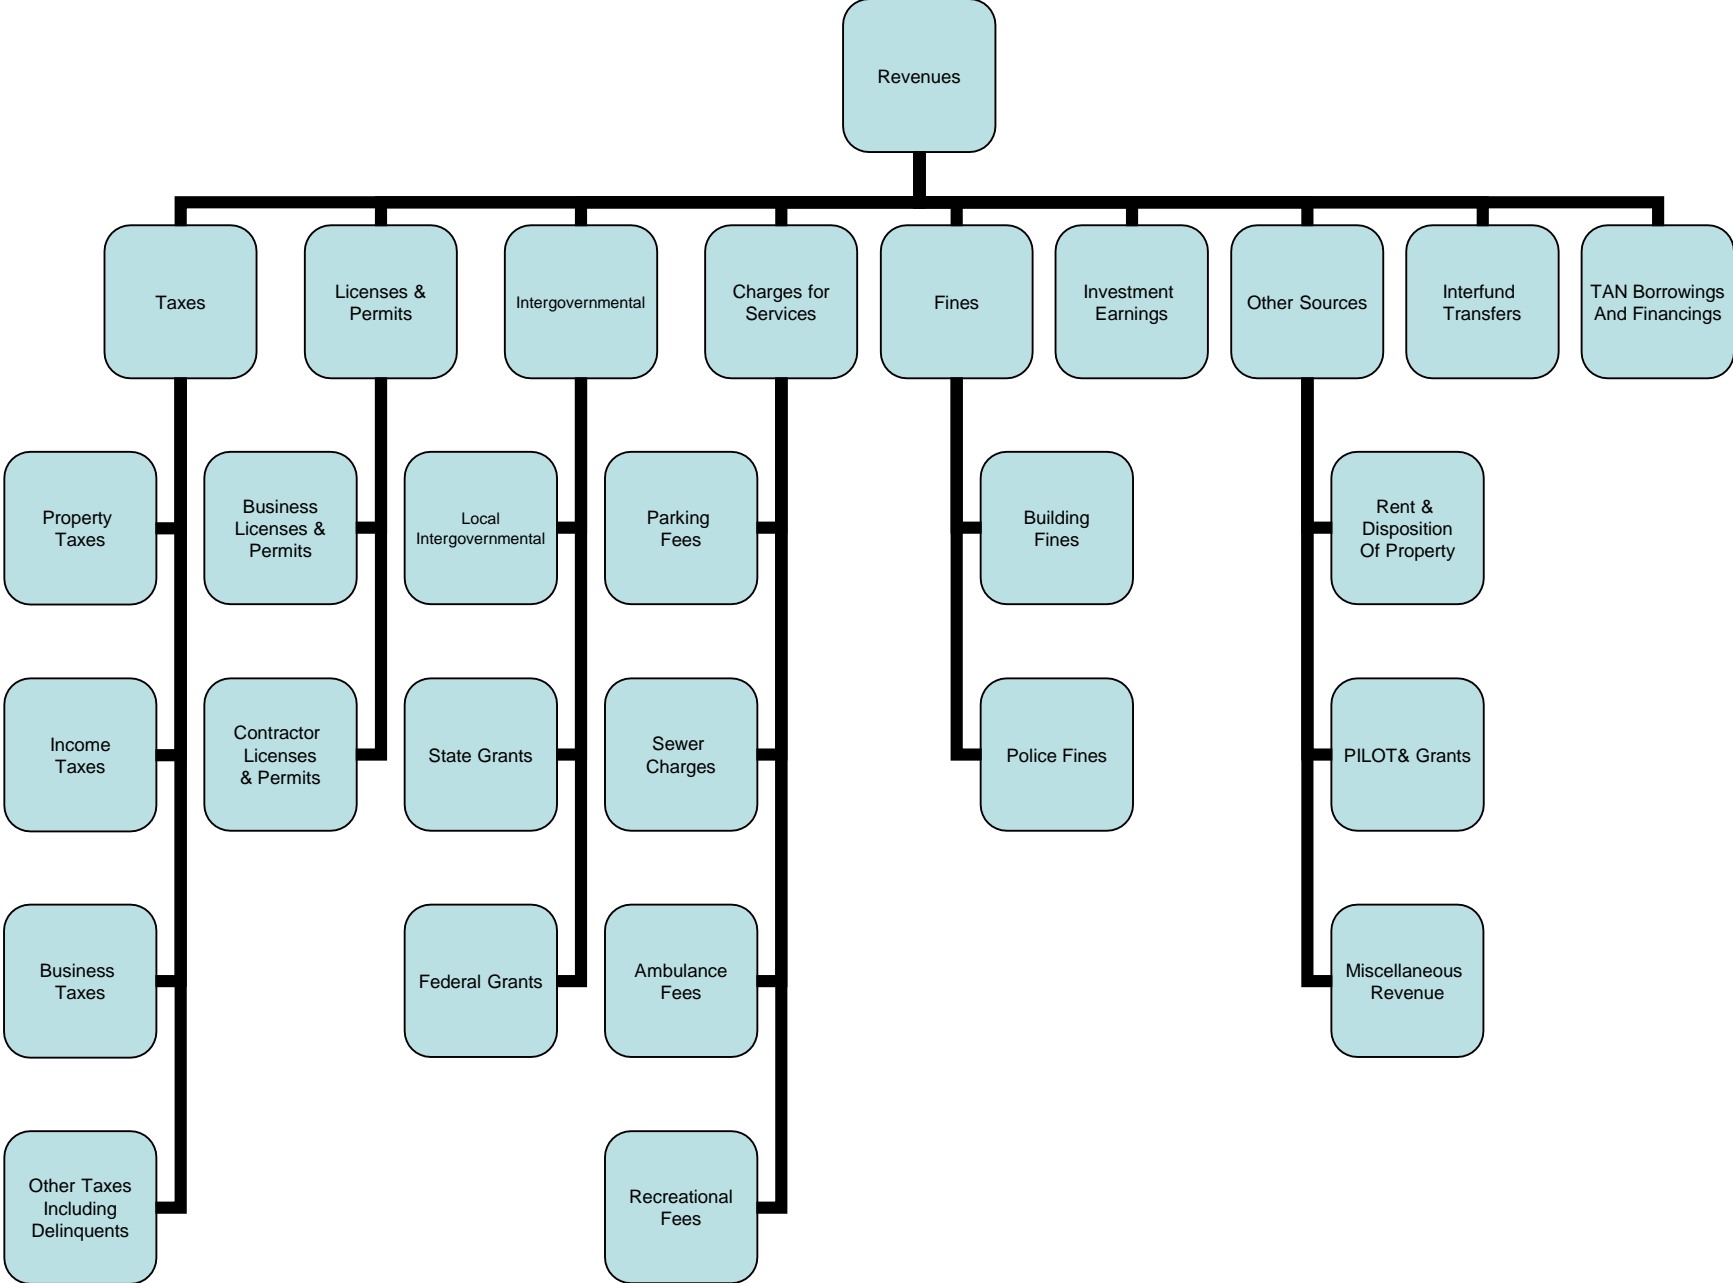 Revenues
Taxes
Licenses &
Permits
Intergovernmental
Charges for
Services
Fines
Investment
Earnings
Other Sources
Interfund
Transfers
TAN Borrowings
And Financings
Property
Taxes
Business
Licenses &
Permits
Local
Intergovernmental
Parking
Fees
Building
Fines
Rent &
Disposition
Of Property
Income
Taxes
Contractor
Licenses
& Permits
State Grants
Sewer
Charges
Police Fines
PILOT& Grants
Business
Taxes
Federal Grants
Ambulance
Fees
Miscellaneous
Revenue
Other Taxes
Including
Delinquents
Recreational
Fees